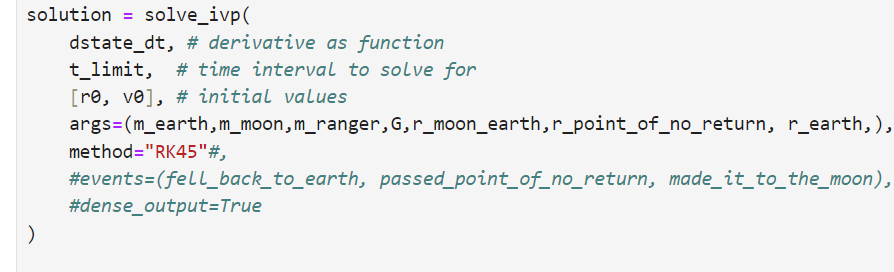 solution = solve_ivp(
    dstate_dt, # derivative as function
    t_limit,  # time interval to solve for
    [r0, v0], # initial values
    args=(m_earth,m_moon,m_ranger,G,r_moon_earth,r_point_of_no_return, r_earth,),
    method="RK45"#,
    #events=(fell_back_to_earth, passed_point_of_no_return, made_it_to_the_moon),
    #dense_output=True
)